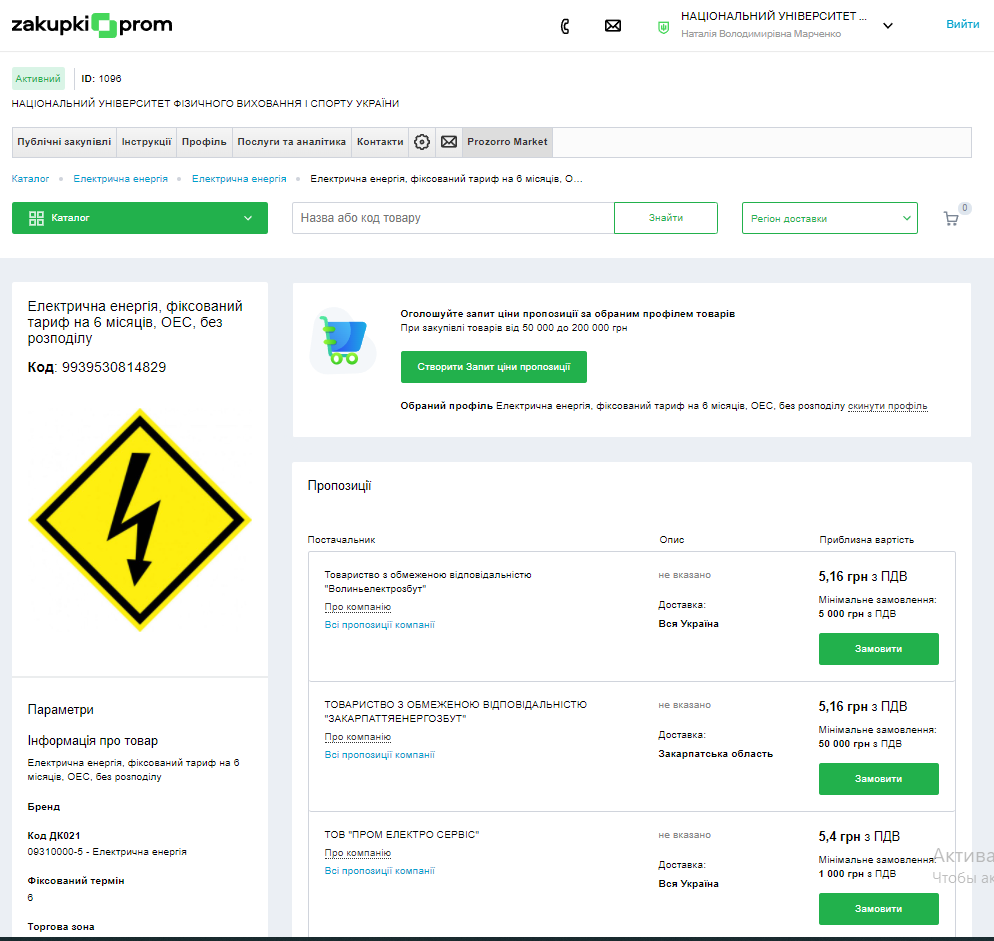 zakupki prom
НАЦІОНАЛЬНИЙ УНІВЕРСИТЕТ ...
Наталія Володимирівна Марченко
Вийти
Активний
ID: 1096
НАЦІОНАЛЬНИЙ УНІВЕРСИТЕТ ФІЗИЧНОГО ВИХОВАННЯ І СПОРТУ УКРАЇНИ
Публічні закупівлі Інструкції Профіль Послуги та аналітика Контакти Prozorro Market
Каталог • Електрична енергія • Електрична енергія • Електрична енергія, фіксований тариф на 6 місяців, О...
Каталог
Назва або код товару
Знайти
Регіон доставки
0
Електрична енергія, фіксований
тариф на 6 місяців, ОЕС, без
розподілу
Код: 9939530814829
Параметри
Інформація про товар
Електрична енергія, фіксований тариф на 6
місяців, ОЕС, без розподілу
Бренд
Код ДК021
09310000-5 - Електрична енергія
Фіксований термін
6
Торгова зона
Оголошуйте запит ціни пропозиції за обраним профілем товарів
При закупівлі товарів від 50 000 до 200 000 грн
Створити Запит ціни пропозиції
Обраний профіль Електрична енергія, фіксований тариф на 6 місяців, ОЕС, без розподілу скинути профіль
Пропозиції
Постачальник Опис Приблизна вартість
Товариство з обмеженою відповідальністю
"Волиньелектрозбут"
Про компанію
Всі пропозиції компанії
не вказано
Доставка:
Вся Україна
5,16 грн з ПДВ
Мінімальне замовлення:
5 000 грн з ПДВ
Замовити
ТОВАРИСТВО З ОБМЕЖЕНОЮ ВІДПОВІДАЛЬНІСТЮ
"ЗАКАРПАТТЯЕНЕРГОЗБУТ"
Про компанію
Всі пропозиції компанії
не вказано
Доставка:
Закарпатська область
5,16 грн з ПДВ
Мінімальне замовлення:
50 000 грн з ПДВ
Замовити
ТОВ "ПРОМ ЕЛЕКТРО СЕРВІС"
Про компанію
Всі пропозиції компанії
не вказано
Доставка:
Вся Україна
5,4 грн з ПДВ
Мінімальне замовлення:
1 000 грн з ПДВ
Замовити
Актива
Чтобы ак